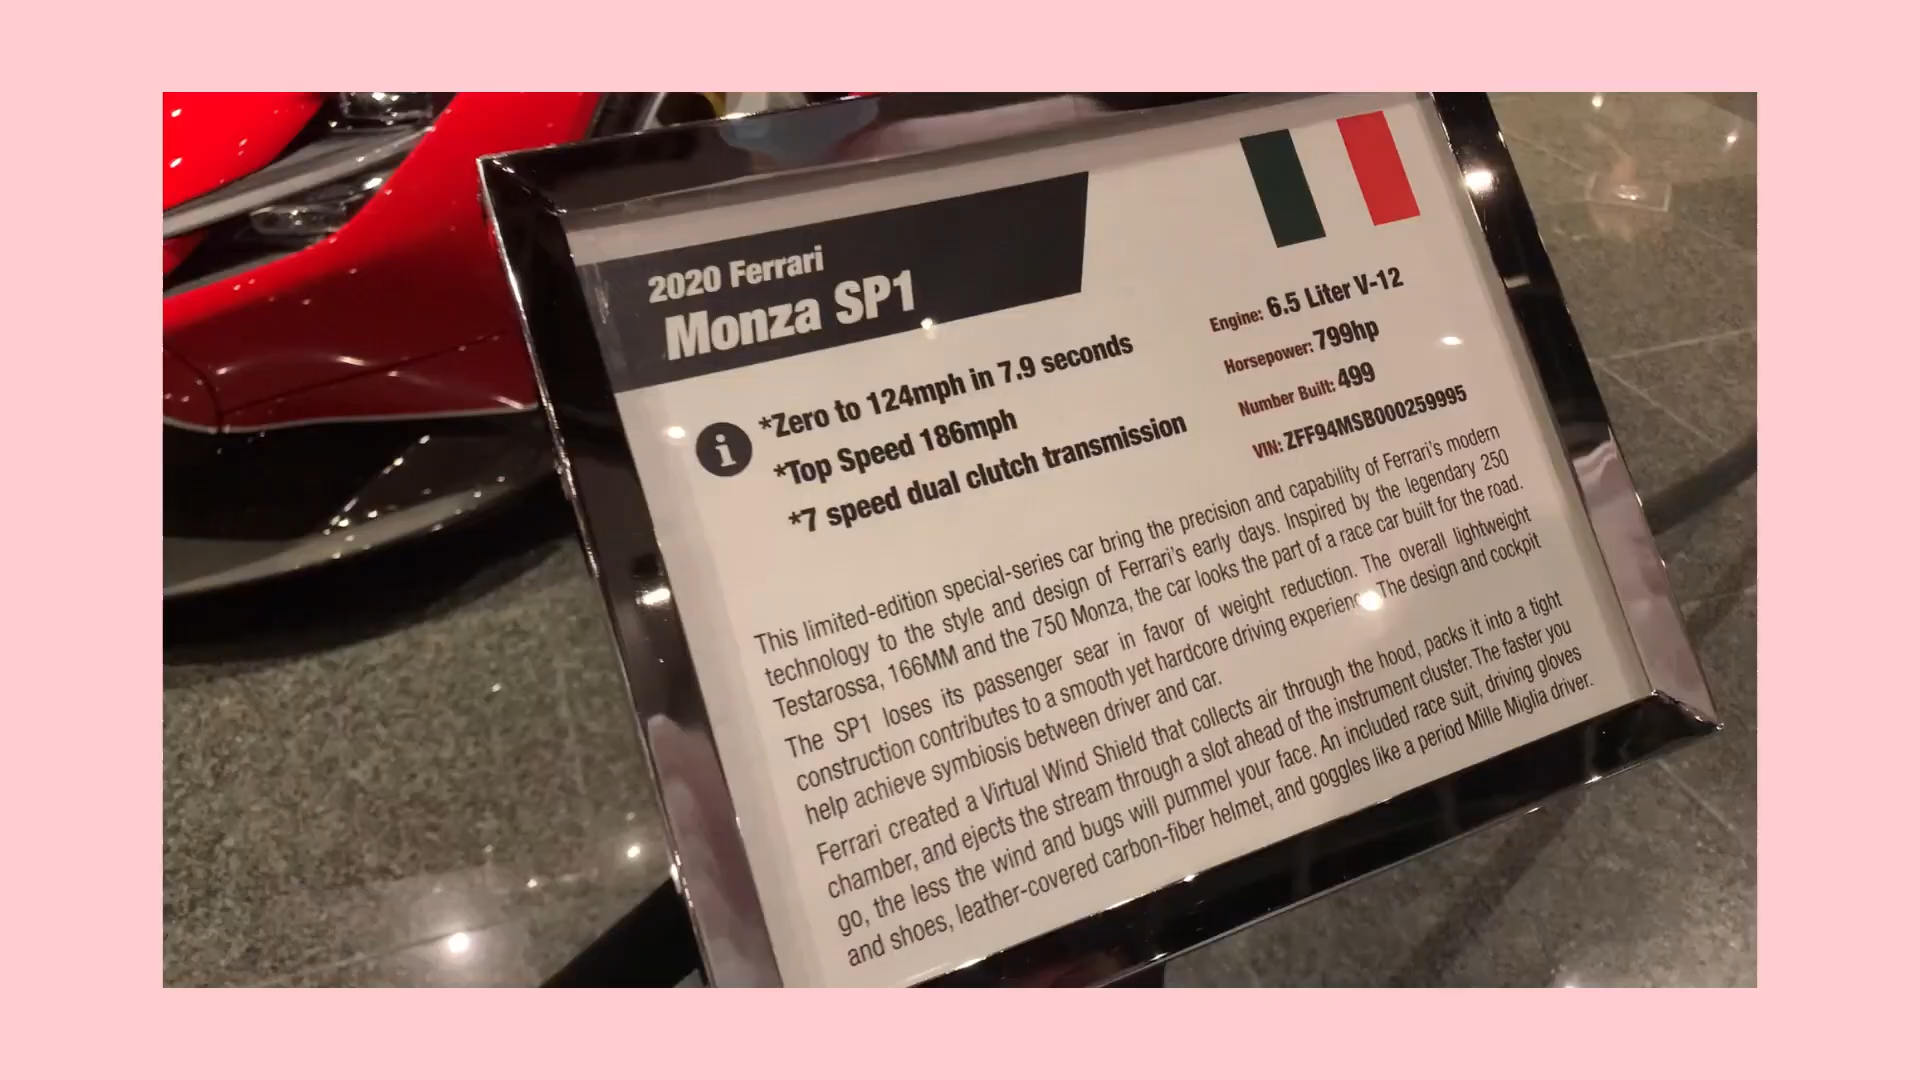 2020 Ferrari
Monza SP1
*Zero to 124mph in 7.9 seconds
*Top Speed 186mph
*7 speed dual clutch transmission
Engine: 6.5 Liter V-12
Horsepower: 799hp
Number Built: 499
VIN: ZFF94MSB000259995
This limited-edition special-series car bring the precision and capability of Ferrari's modern
technology to the style and design of Ferrari's early days. Inspired by the legendary 250
Testarossa, 166MM and the 750 Monza, the car looks the part of a race car built for the road.
The SP1 loses its passenger sear in favor of weight reduction. The overall lightweight
construction contributes to a smooth yet hardcore driving experience. The design and cockpit
help achieve symbiosis between driver and car.
Ferrari created a Virtual Wind Shield that collects air through the hood, packs it into a tight
chamber, and ejects the stream through a slot ahead of the instrument cluster. The faster you
go, the less the wind and bugs will pummel your face. An included race suit, driving gloves
and shoes, leather-covered carbon-fiber helmet, and goggles like a period Mille Miglia driver.